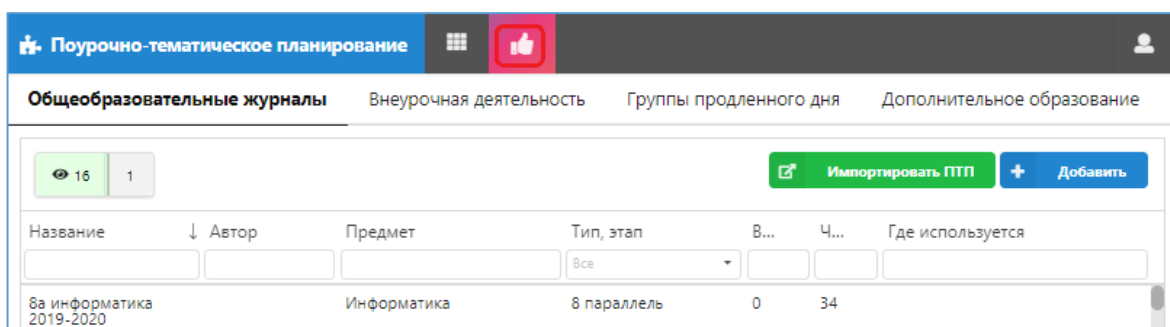 Поурочно-тематическое планирование
Общеобразовательные журналы Внеурочная деятельность Группы продленного дня Дополнительное образование
16 1 Импортировать ПТП + Добавить
Название ↓ Автор Предмет Тип, этап В... Ч... Где используется
Все
8а информатика Информатика 8 параллель 0 34
2019-2020